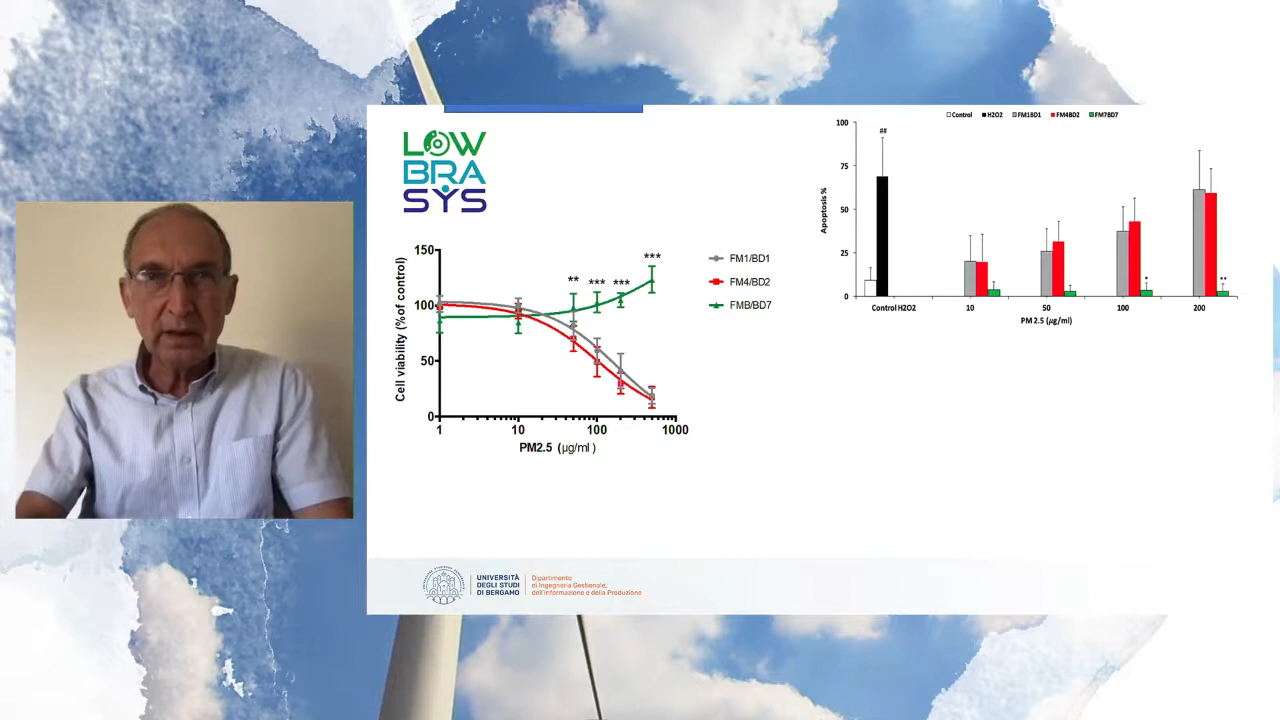 LOW
BRA
SYS
150
100
50
0
Cell viability (%of control)
**
***
***
***
1
10
100
1000
PM2.5 (µg/ml )
FM1/BD1
FM4/BD2
FMB/BD7
Control
H2O2
FM1BD1
FM4BD2
FM7BD7
100
75
50
25
0
Apoptosis %
##
*
**
Control H2O2
10
50
100
200
PM 2.5 (µg/ml)
UNIVERSITÀ
DEGLI STUDI
DI BERGAMO
Dipartimento
di Ingegneria Gestionale,
dell'Informazione e della Produzione